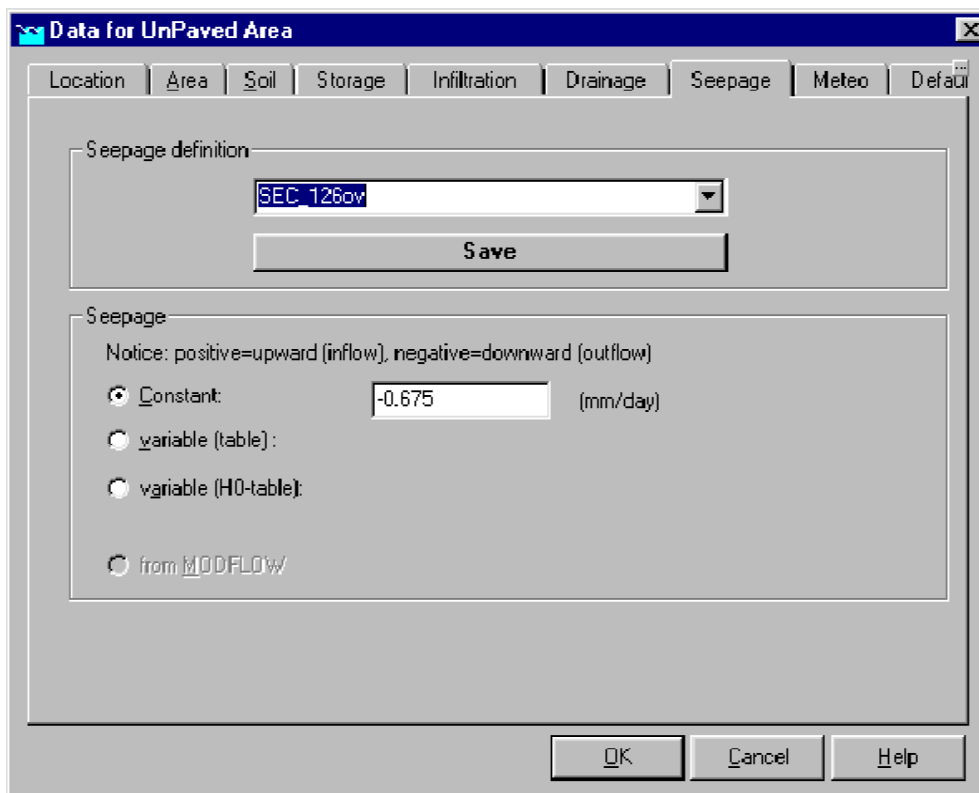 Data for UnPaved Area
Location Area Soil Storage Infiltration Drainage Seepage Meteo Defaul
Seepage definition
SEC_126ov
Save
Seepage
Notice: positive=upward (inflow), negative=downward (outflow)
Constant: -0.675 (mm/day)
variable (table) :
variable (H0-table):
from MODFLOW
OK Cancel Help